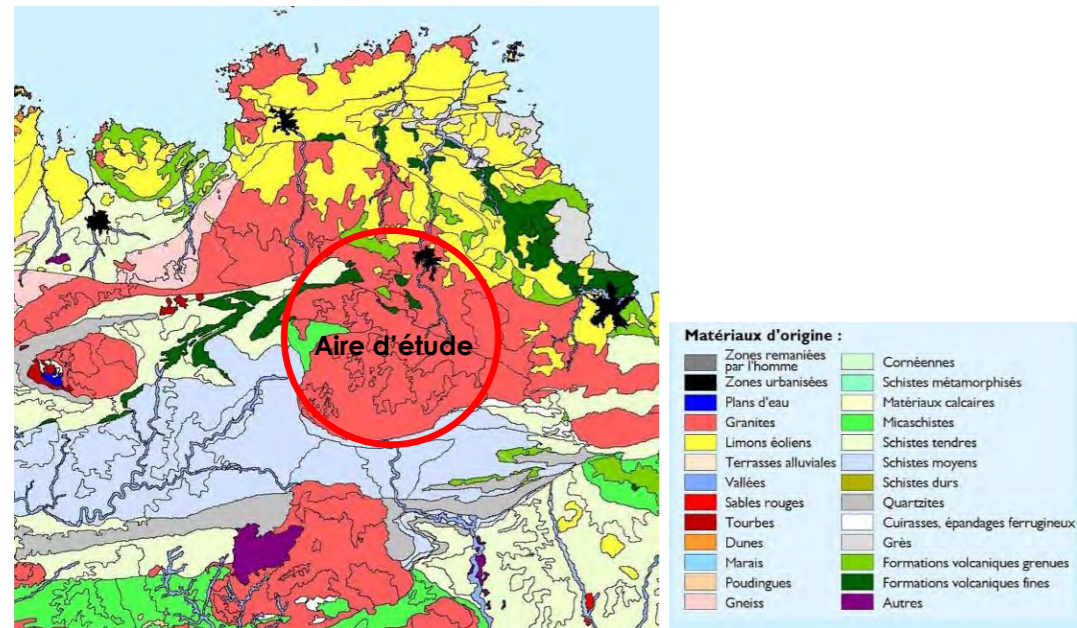 Aire d'étude
Matériaux d'origine :
Zones remaniées
par l'homme
Zones urbanisées
Plans d'eau
Granites
Limons éoliens
Terrasses alluviales
Vallées
Sables rouges
Tourbes
Dunes
Marais
Poudingues
Gneiss
Cornéennes
Schistes métamorphisés
Matériaux calcaires
Micaschistes
Schistes tendres
Schistes moyens
Schistes durs
Quartzites
Cuirasses, épandages ferrugineux
Grès
Formations volcaniques grenues
Formations volcaniques fines
Autres